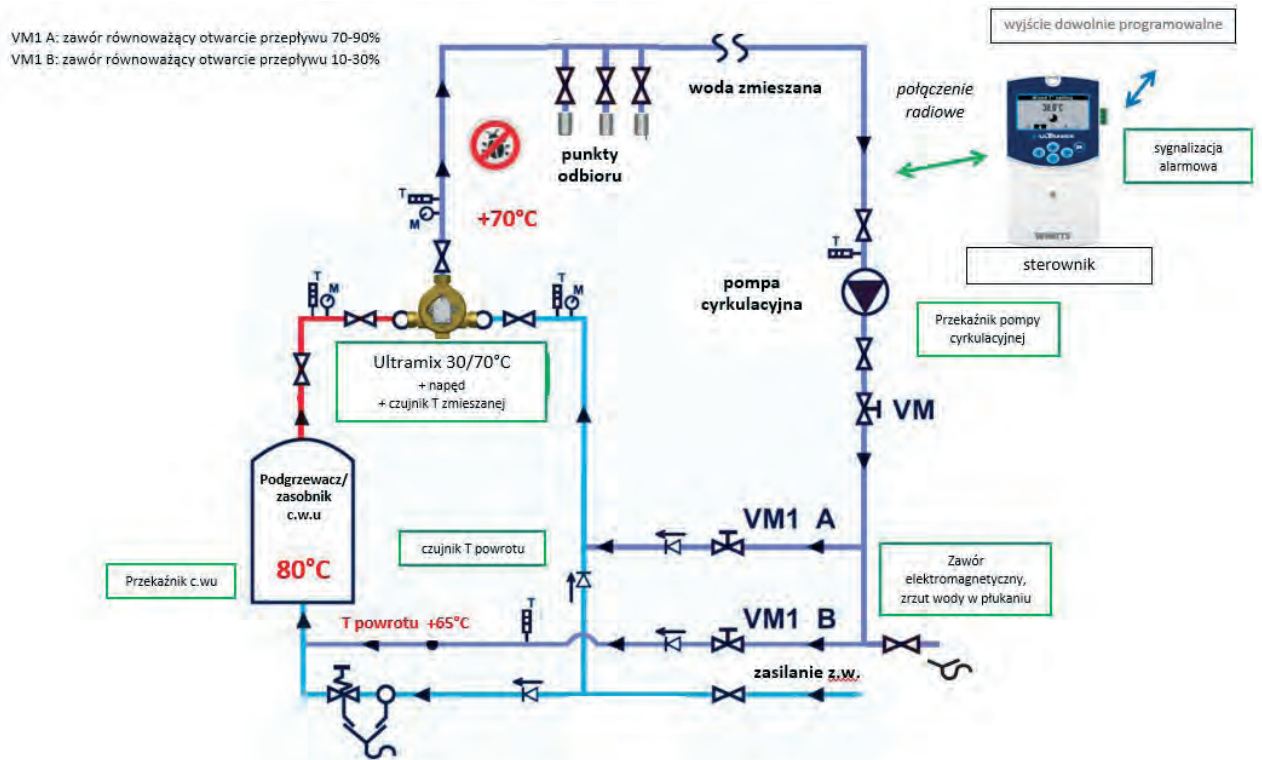 VM1 A: zawór równoważący otwarcie przepływu 70-90%
VM1 B: zawór równoważący otwarcie przepływu 10-30%
wyjście dowolnie programowalne
woda zmieszana
połączenie
radiowe
sygnalizacja
alarmowa
WATTS
sterownik
punkty
odbioru
T
M
+70°C
T
M
T
M
T
pompa
cyrkulacyjna
Przekaźnik pompy
cyrkulacyjnej
Ultramix 30/70°C
+ napęd
+ czujnik T zmieszanej
VM
Podgrzewacz/
zasobnik
c.w.u
80°C
Przekaźnik c.wu
czujnik T powrotu
VM1 A
Zawór
elektromagnetyczny,
zrzut wody w płukaniu
T powrotu +65°C
T
VM1 B
zasilanie z.w.